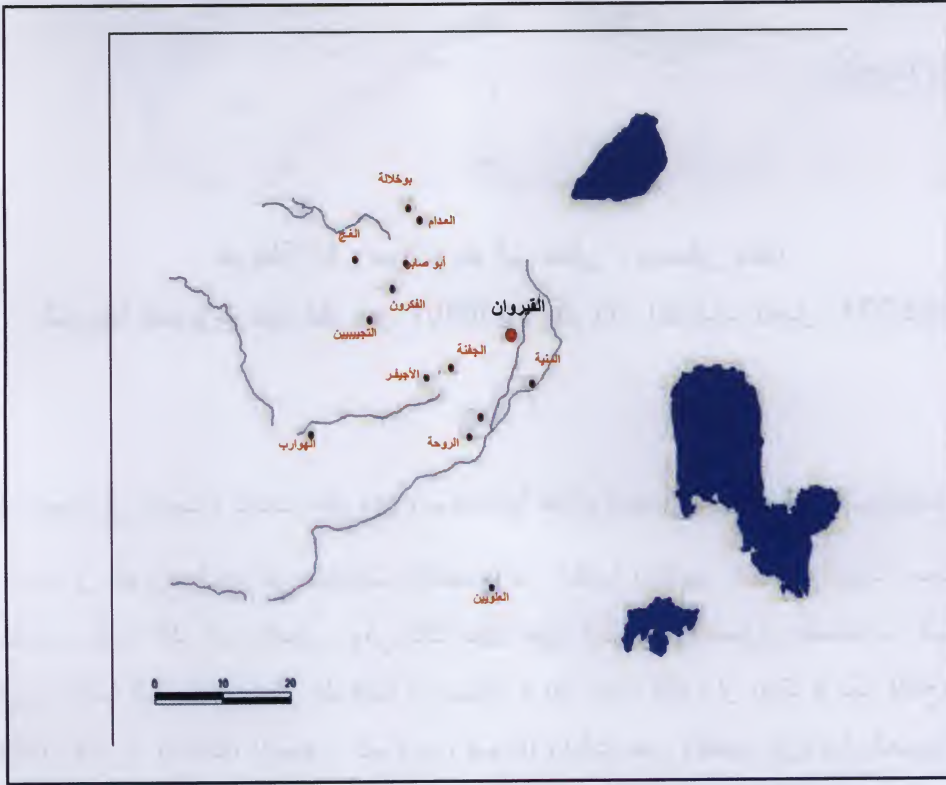 بوخلالة
العدام
الفج
أبو صابر
الفكرون
القيروان
التجيبيين
الجفنة
البنية
الأجيفر
الروحة
الهوارب
العلويين
0 10 20